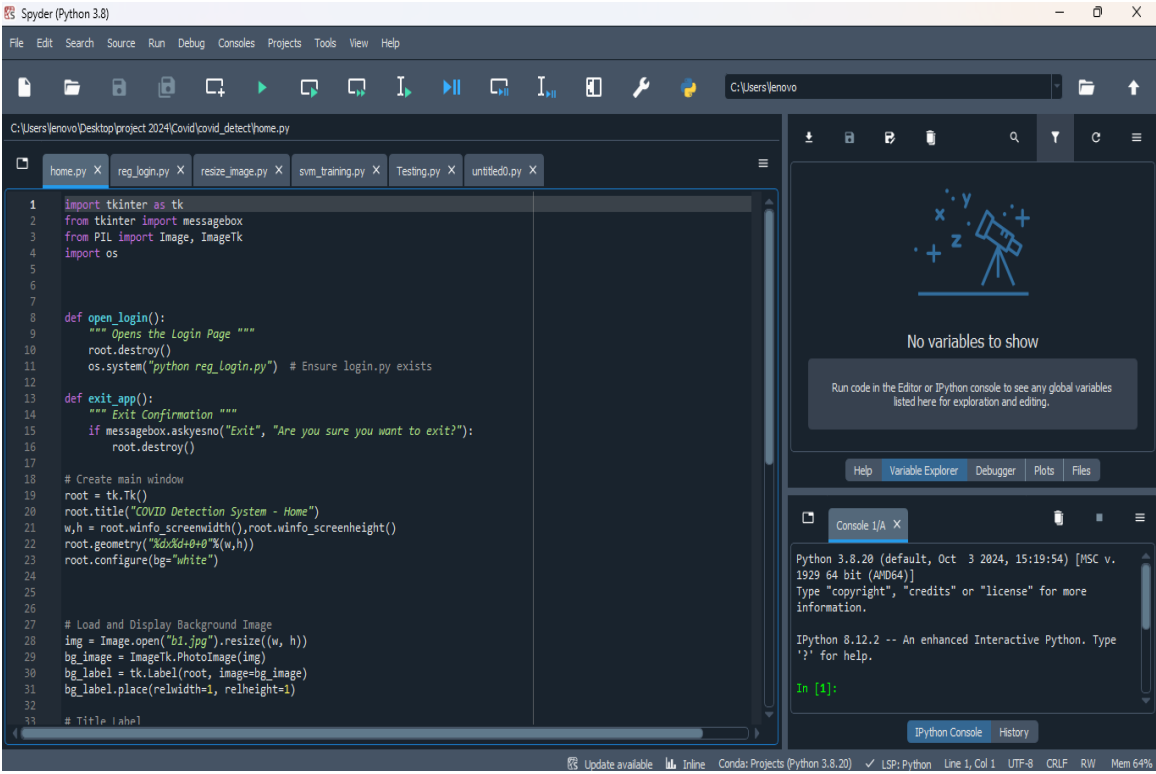 Spyder (Python 3.8)
File Edit Search Source Run Debug Consoles Projects Tools View Help
C:\Users\lenovo
C:\Users\lenovo\Desktop\project 2024\Covid\covid_detect\home.py
home.py X reg_login.py X resize_image.py X svm_training.py X Testing.py X untitled0.py X
1 import tkinter as tk
2 from tkinter import messagebox
3 from PIL import Image, ImageTk
4 import os
5
6
7
8 def open_login():
9 """ Opens the Login Page """
10 root.destroy()
11 os.system("python reg_login.py") # Ensure login.py exists
12
13 def exit_app():
14 """ Exit Confirmation """
15 if messagebox.askyesno("Exit", "Are you sure you want to exit?"):
16 root.destroy()
17
18 # Create main window
19 root = tk.Tk()
20 root.title("COVID Detection System - Home")
21 w,h = root.winfo_screenwidth(),root.winfo_screenheight()
22 root.geometry("%dx%d+0+0"%(w,h))
23 root.configure(bg="white")
24
25
26
27 # Load and Display Background Image
28 img = Image.open("b1.jpg").resize((w, h))
29 bg_image = ImageTk.PhotoImage(img)
30 bg_label = tk.Label(root, image=bg_image)
31 bg_label.place(relwidth=1, relheight=1)
32
33 # Title Label
x y z
No variables to show
Run code in the Editor or IPython console to see any global variables
listed here for exploration and editing.
Help Variable Explorer Debugger Plots Files
Console 1/A X
Python 3.8.20 (default, Oct 3 2024, 15:19:54) [MSC v.
1929 64 bit (AMD64)]
Type "copyright", "credits" or "license" for more
information.
IPython 8.12.2 -- An enhanced Interactive Python. Type
'?' for help.
In [1]:
IPython Console History
Update available Inline Conda: Projects (Python 3.8.20) ✓ LSP: Python Line 1, Col 1 UTF-8 CRLF RW Mem 64%